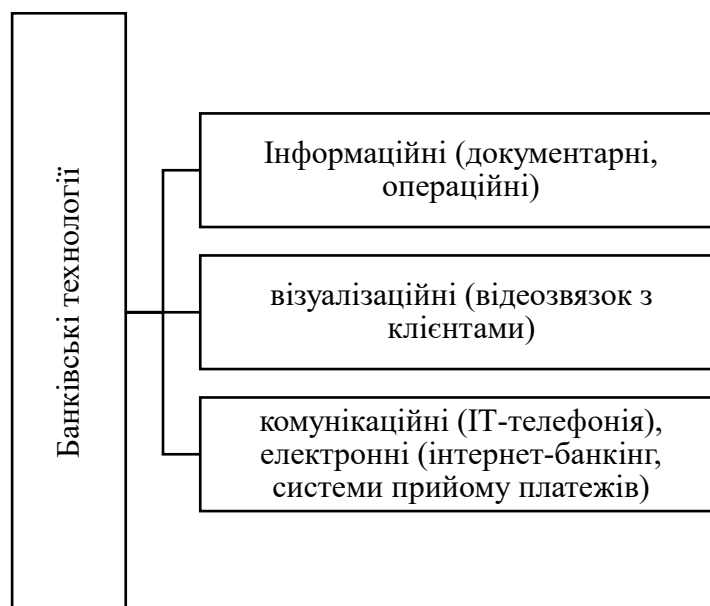 Банківські технології
Інформаційні (документарні,
операційні)
візуалізаційні (відеозвязок з
клієнтами)
комунікаційні (ІТ-телефонія),
електронні (інтернет-банкінг,
системи прийому платежів)